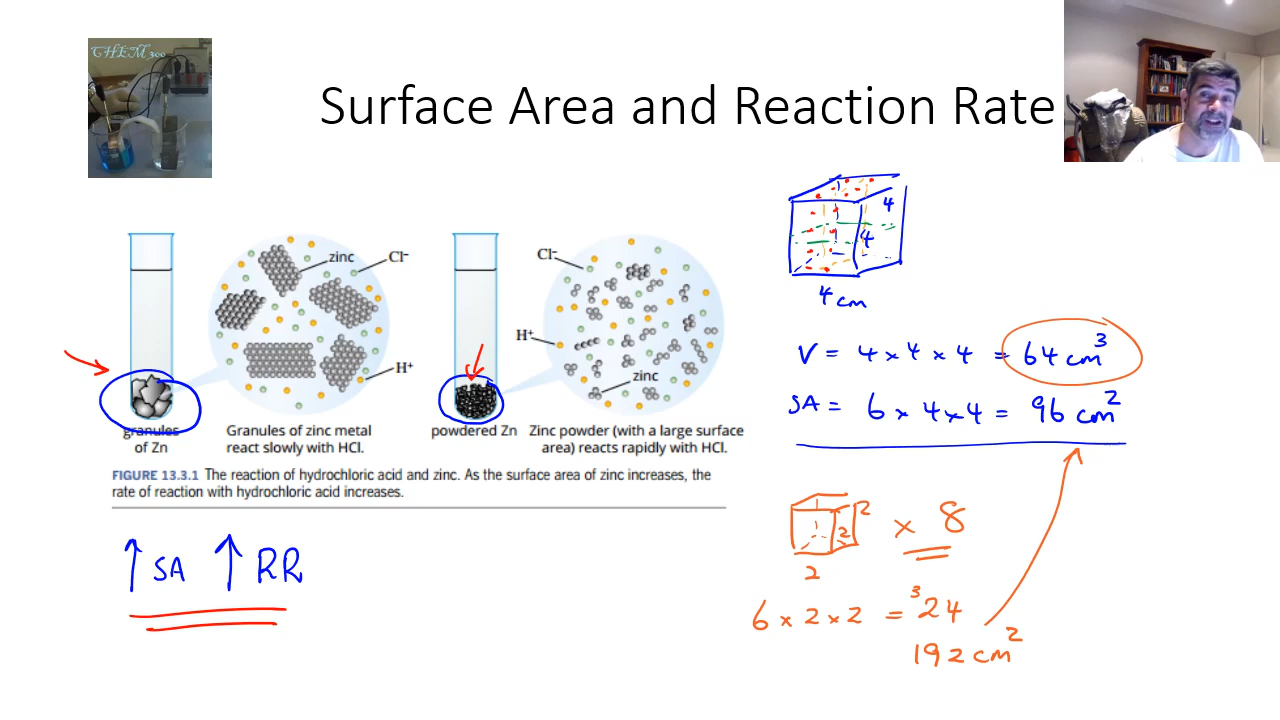 CHEM300
Surface Area and Reaction Rate
zinc
Cl⁻
H⁺
granules
of Zn
Granules of zinc metal
react slowly with HCl.
Cl⁻
H⁺
zinc
powdered Zn
Zinc powder (with a large surface
area) reacts rapidly with HCl.
FIGURE 13.3.1 The reaction of hydrochloric acid and zinc. As the surface area of zinc increases, the
rate of reaction with hydrochloric acid increases.
↑ SA ↑ RR
4
4
4 cm
V = 4 × 4 × 4 = 64 cm³
SA = 6 × 4 × 4 = 96 cm²
2
2
2
× 8
6 × 2 × 2 = ³24
192 cm²